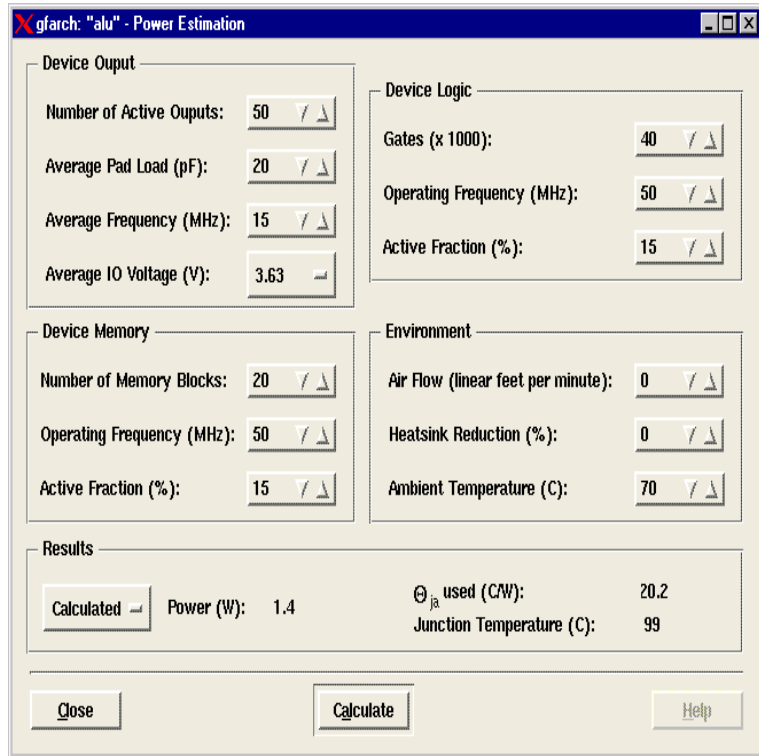 gfarch: "alu" - Power Estimation
Device Ouput
Number of Active Ouputs: 50
Average Pad Load (pF): 20
Average Frequency (MHz): 15
Average IO Voltage (V): 3.63
Device Logic
Gates (x 1000): 40
Operating Frequency (MHz): 50
Active Fraction (%): 15
Device Memory
Number of Memory Blocks: 20
Operating Frequency (MHz): 50
Active Fraction (%): 15
Environment
Air Flow (linear feet per minute): 0
Heatsink Reduction (%): 0
Ambient Temperature (C): 70
Results
Calculated Power (W): 1.4
Θja used (C/W): 20.2
Junction Temperature (C): 99
Close Calculate Help